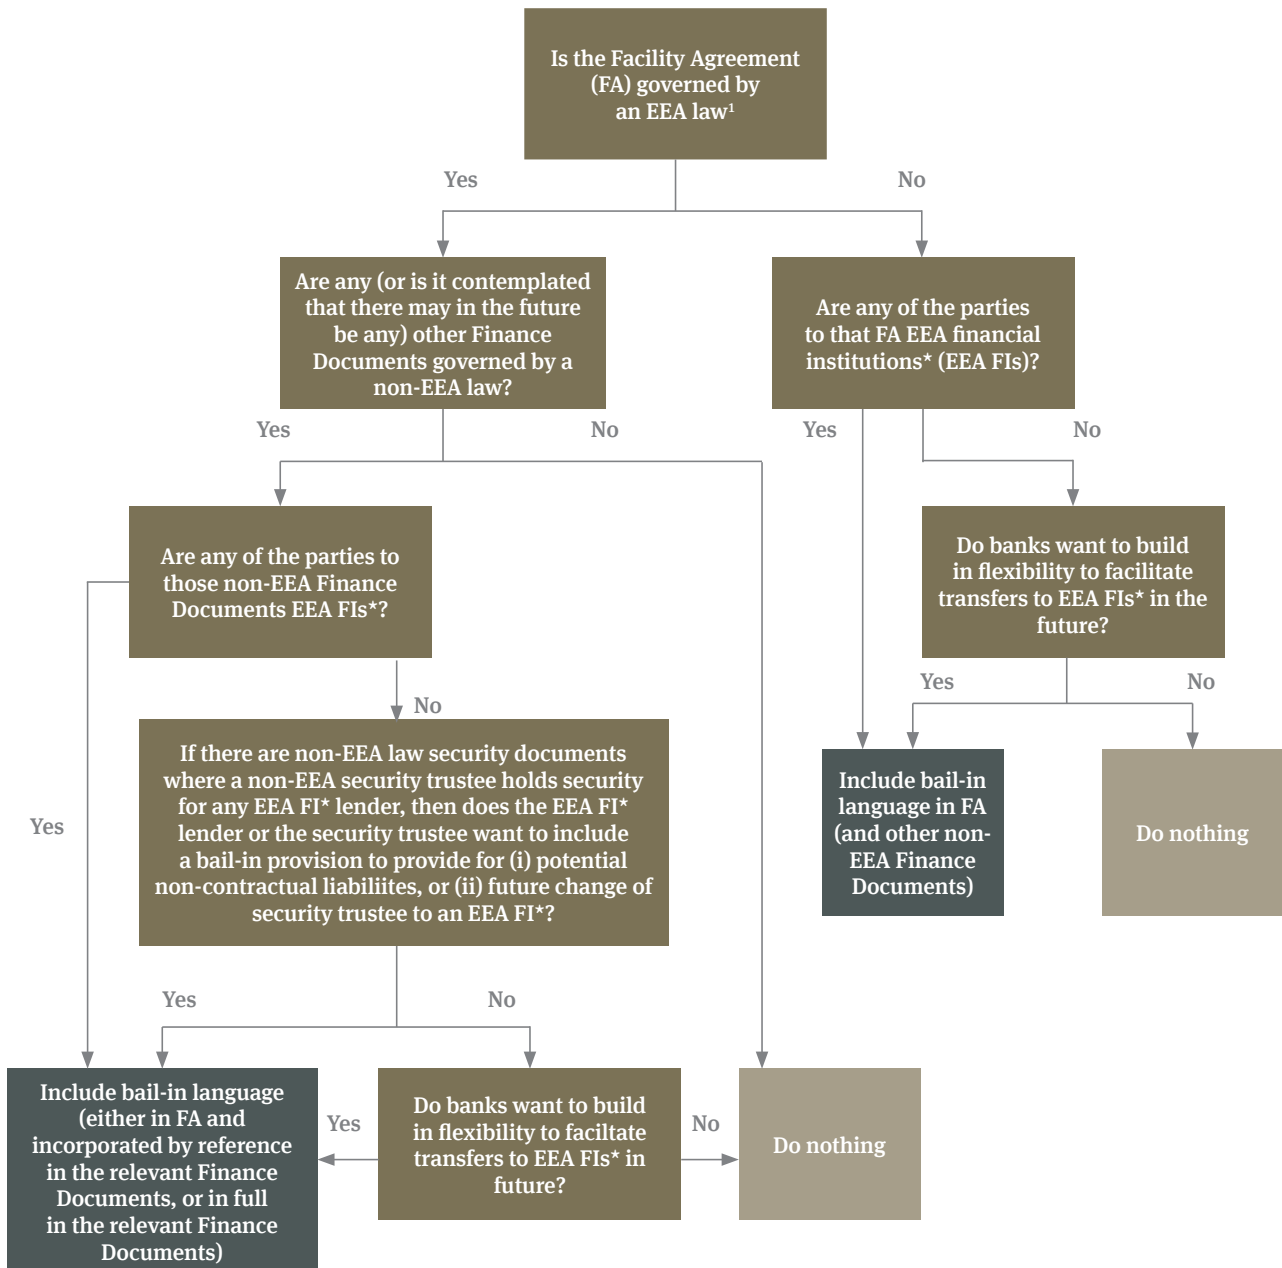 Is the Facility Agreement
(FA) governed by
an EEA law¹
Yes
No
Are any (or is it contemplated
that there may in the future
be any) other Finance
Documents governed by a
non-EEA law?
Are any of the parties
to that FA EEA financial
institutions* (EEA FIs)?
Yes
No
Yes
No
Are any of the parties to
those non-EEA Finance
Documents EEA FIs*?
Do banks want to build
in flexibility to facilitate
transfers to EEA FIs* in the
future?
Yes
No
No
If there are non-EEA law security documents
where a non-EEA security trustee holds security
for any EEA FI* lender, then does the EEA FI*
lender or the security trustee want to include
a bail-in provision to provide for (i) potential
non-contractual liabiliites, or (ii) future change of
security trustee to an EEA FI*?
Include bail-in
language in FA
(and other non-
EEA Finance
Documents)
Do nothing
Yes
Yes
No
Include bail-in language
(either in FA and
incorporated by reference
in the relevant Finance
Documents, or in full
in the relevant Finance
Documents)
Yes
Do banks want to build
in flexibility to faciltate
transfers to EEA FIs* in
future?
No
Do nothing